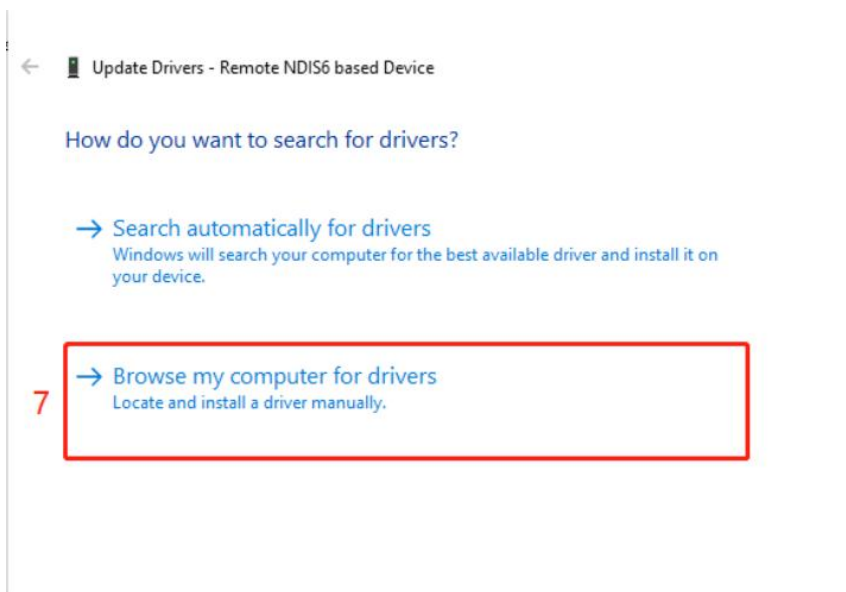 Update Drivers - Remote NDIS6 based Device
How do you want to search for drivers?
Search automatically for drivers
Windows will search your computer for the best available driver and install it on
your device.
Browse my computer for drivers
7
Locate and install a driver manually.